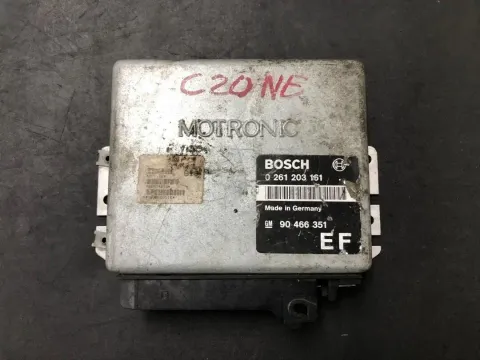 C20NE
MOTRONIC
BOSCH
0 261 203 161
Made in Germany
GM 90 466 351
EF